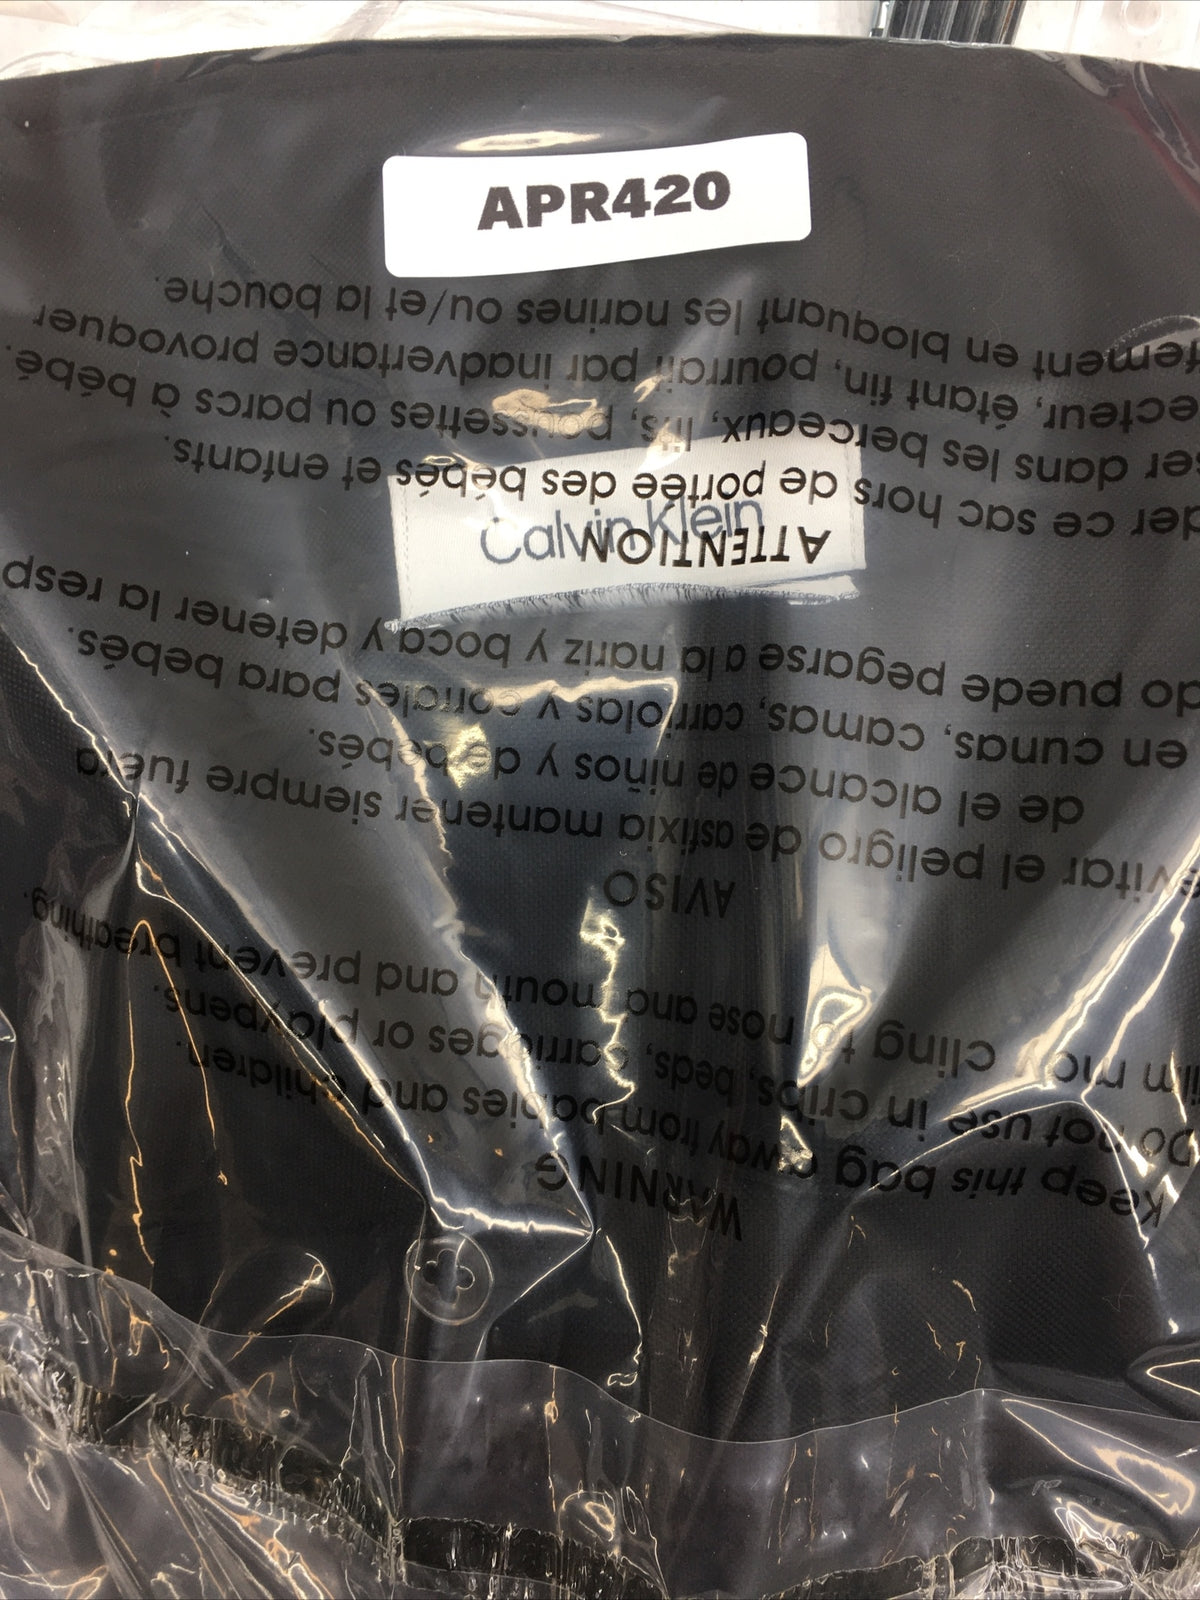 APR420
Calvin Klein
WARNING
Keep this bag away from babies and children.
Do not use in cribs, beds, carriages or playpens.
film may cling to nose and mouth and prevent breathing.
AVISO
evitar el peligro de asfixia mantener siempre fuera
de el alcance de niños y de bebés.
en cunas, camas, carriolas y corrales para bebés.
do puede pegarse a la nariz y boca y detener la resp
ATTENTION
der ce sac hors de portée des bébés et enfants.
ser dans les berceaux, lits, poussettes ou parcs à bébé.
ecteur, étant fin, pourrait par inadvertance provoquer
fement en bloquant les narines ou/et la bouche.